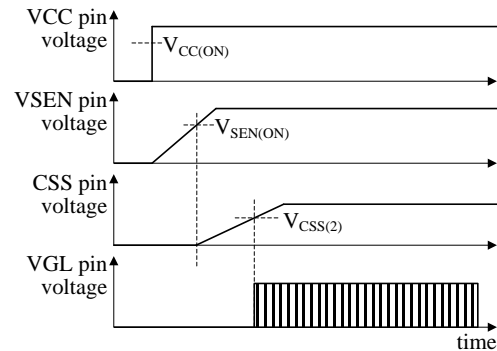 VCC pin
voltage
VCC(ON)
VSEN pin
voltage
VSEN(ON)
CSS pin
voltage
VCSS(2)
VGL pin
voltage
time